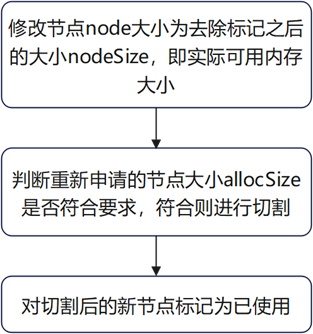 修改节点node大小为去除标记之后
的大小nodeSize，即实际可用内存
大小
判断重新申请的节点大小allocSize
是否符合要求，符合则进行切割
对切割后的新节点标记为已使用